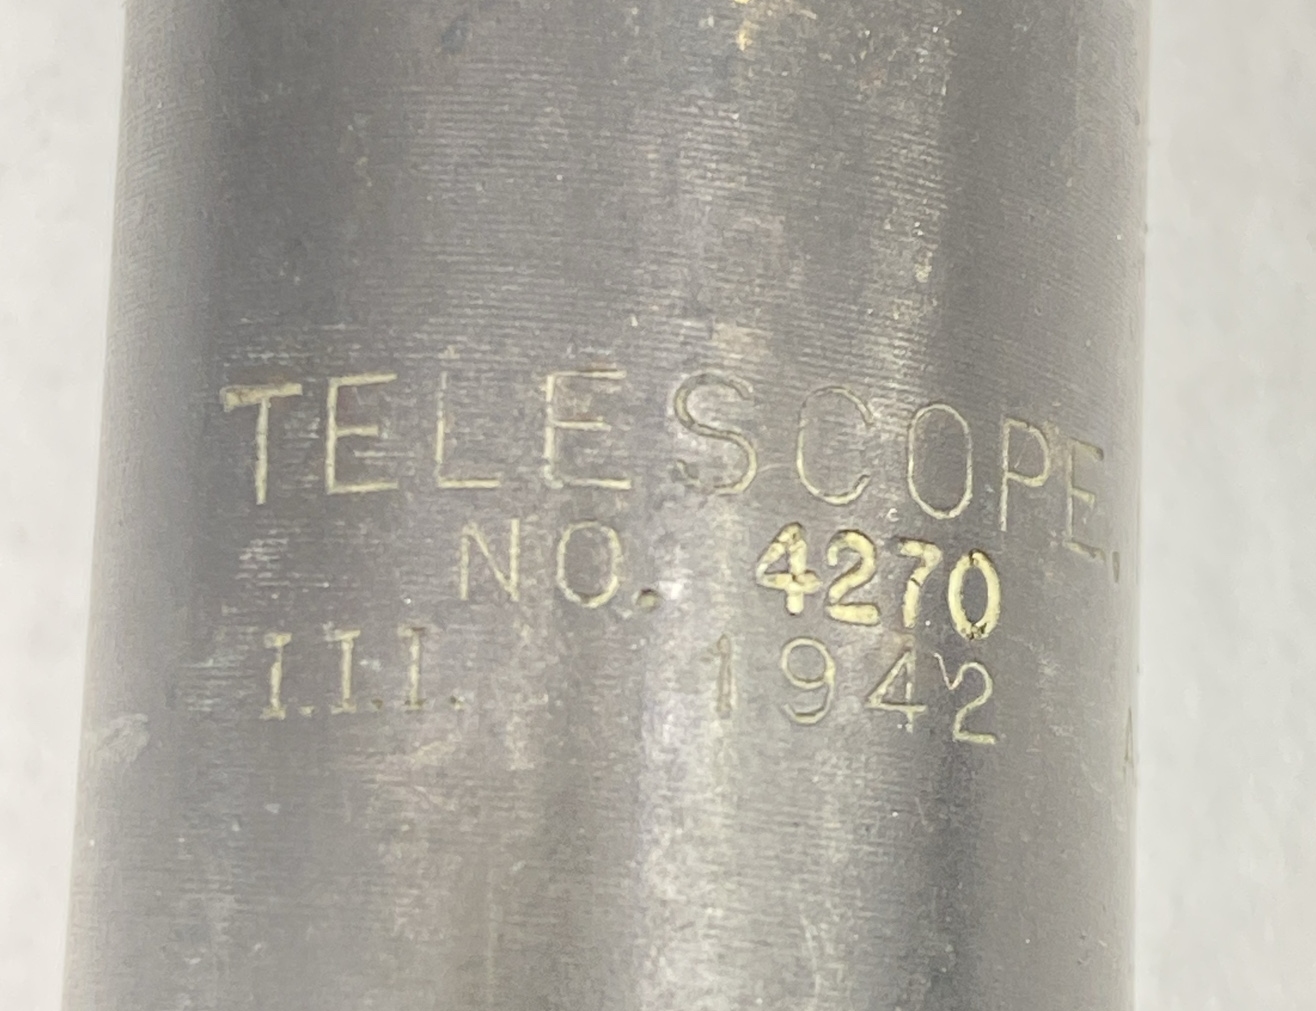 TELESCOPE.
NO. 4270
I.I.I. 1942
A